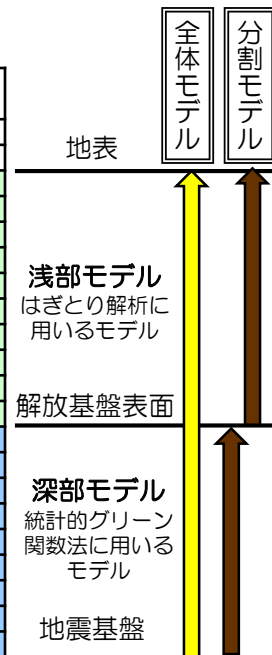 全体モデル
分割モデル
地表
浅部モデル
はぎとり解析に
用いるモデル
解放基盤表面
深部モデル
統計的グリーン
関数法に用いる
モデル
地震基盤